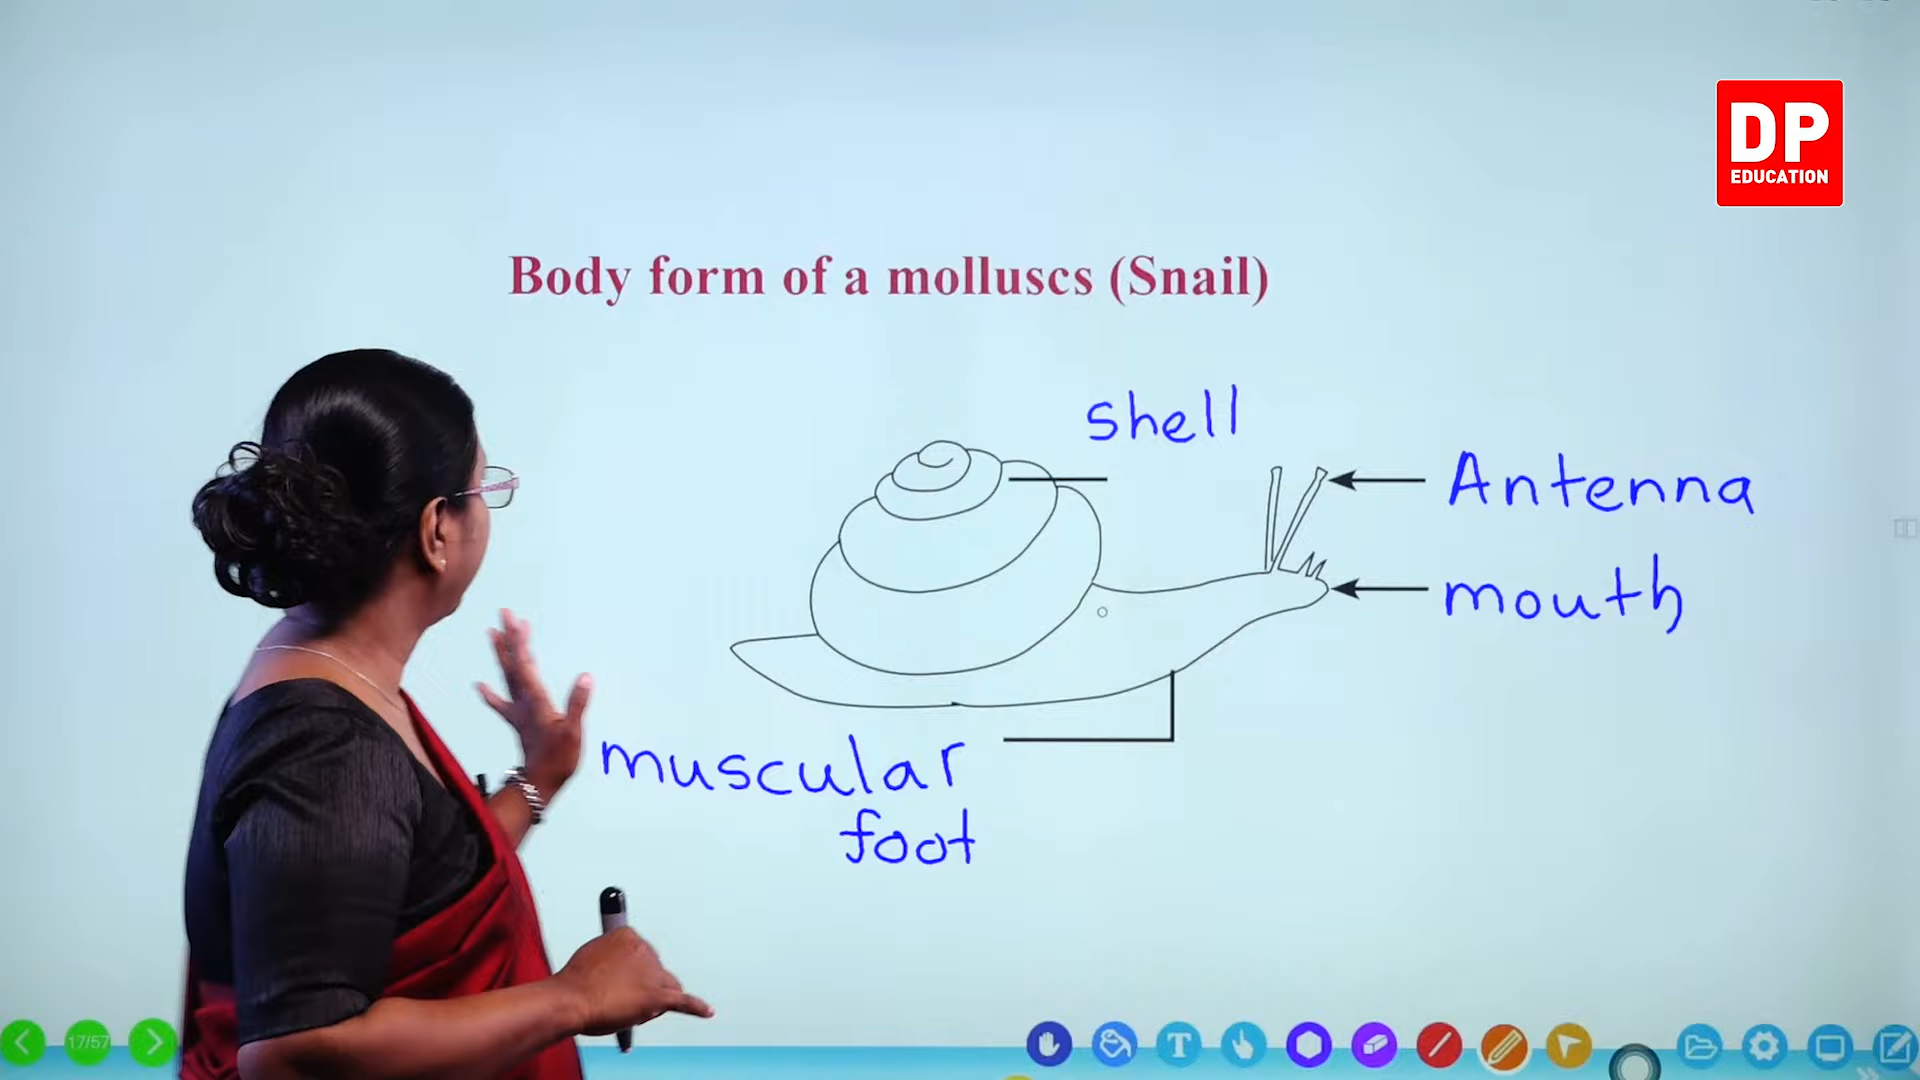 DP
EDUCATION
Body form of a molluscs (Snail)
shell
Antenna
mouth
muscular
foot
17/57
T